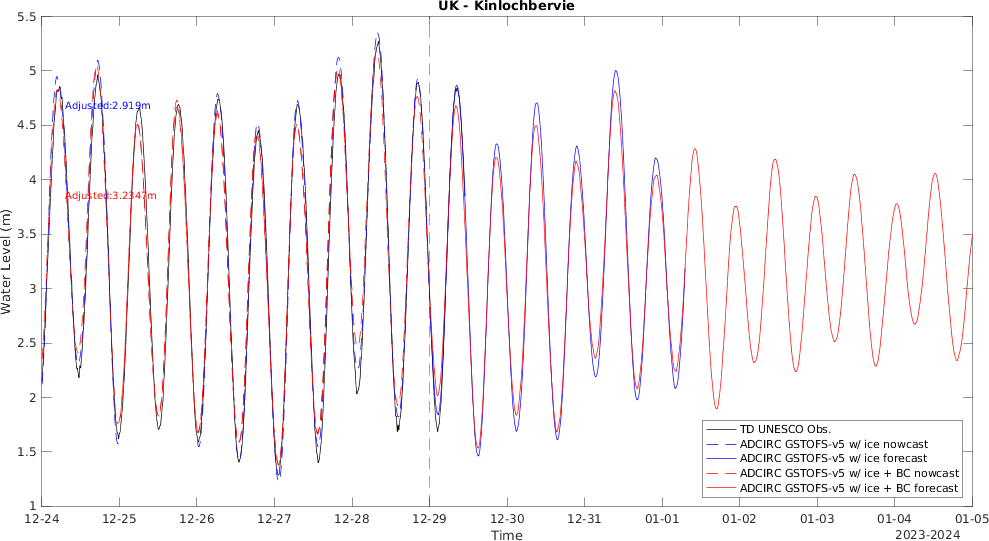 UK - Kinlochbervie
5.5
5
4.5
4
3.5
3
2.5
2
1.5
1
Water Level (m)
Adjusted:2.919m
Adjusted:3.2347m
TD UNESCO Obs.
ADCIRC GSTOFS-v5 w/ ice nowcast
ADCIRC GSTOFS-v5 w/ ice forecast
ADCIRC GSTOFS-v5 w/ ice + BC nowcast
ADCIRC GSTOFS-v5 w/ ice + BC forecast
12-24 12-25 12-26 12-27 12-28 12-29 12-30 12-31 01-01 01-02 01-03 01-04 01-05
Time
2023-2024